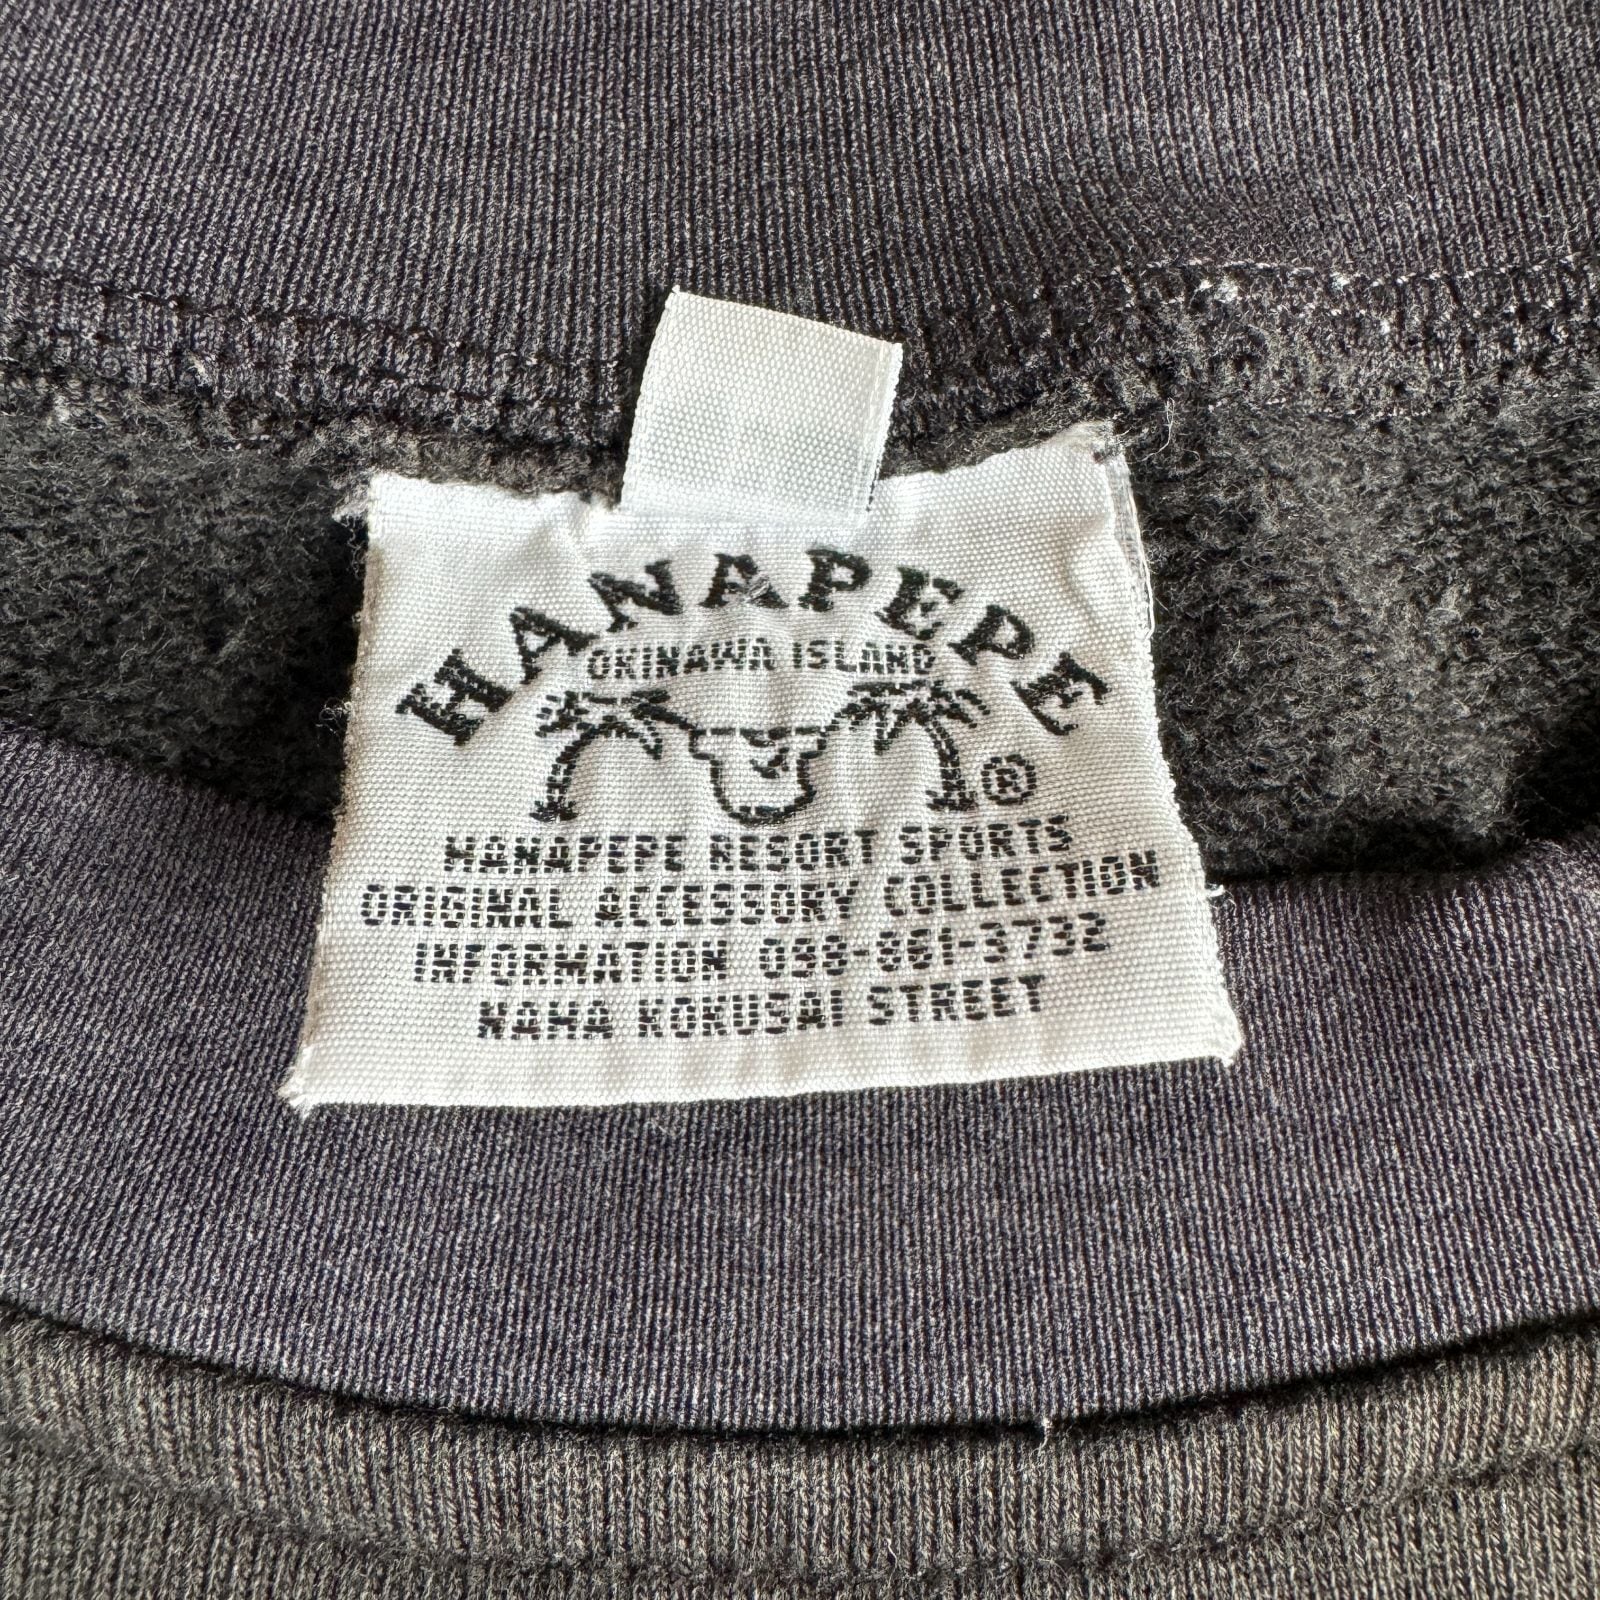 HANAPEPE
OKINAWA ISLAND
®
HANAPEPE RESORT SPORTS
ORIGINAL ACCESSORY COLLECTION
INFORMATION 098-861-3732
NAHA KOKUSAI STREET